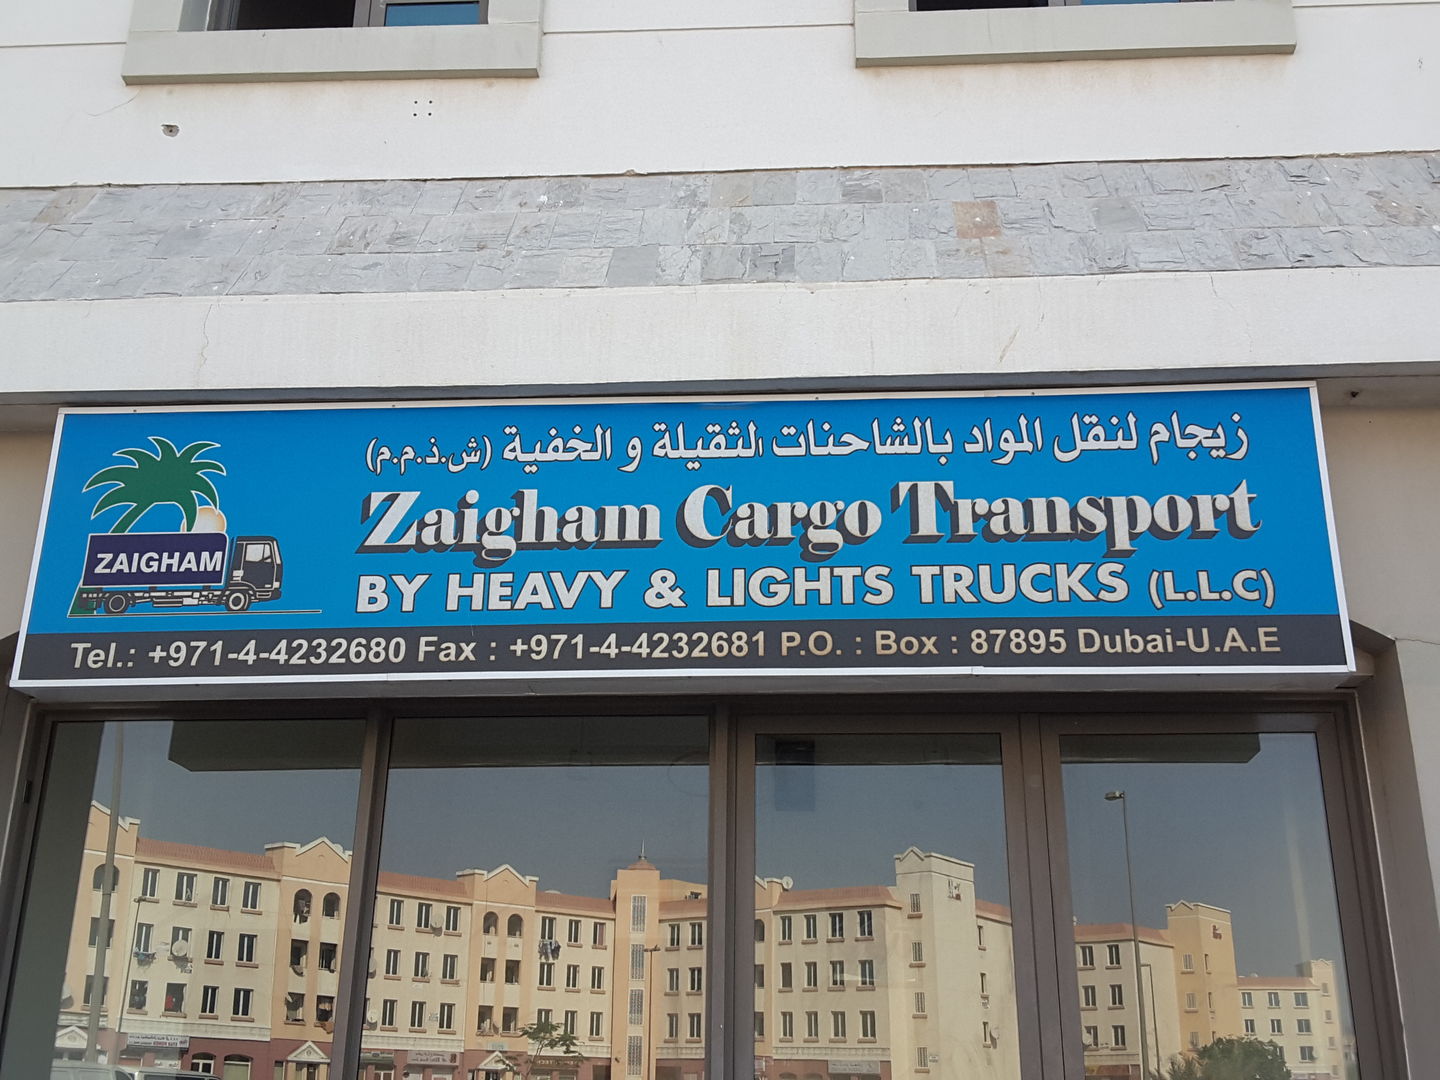 زيجام لنقل المواد بالشاحنات الثقيلة و الخفية (ش.ذ.م.م)
Zaigham Cargo Transport
BY HEAVY & LIGHTS TRUCKS (L.L.C)
ZAIGHAM
Tel.: +971-4-4232680 Fax : +971-4-4232681 P.O. : Box : 87895 Dubai-U.A.E